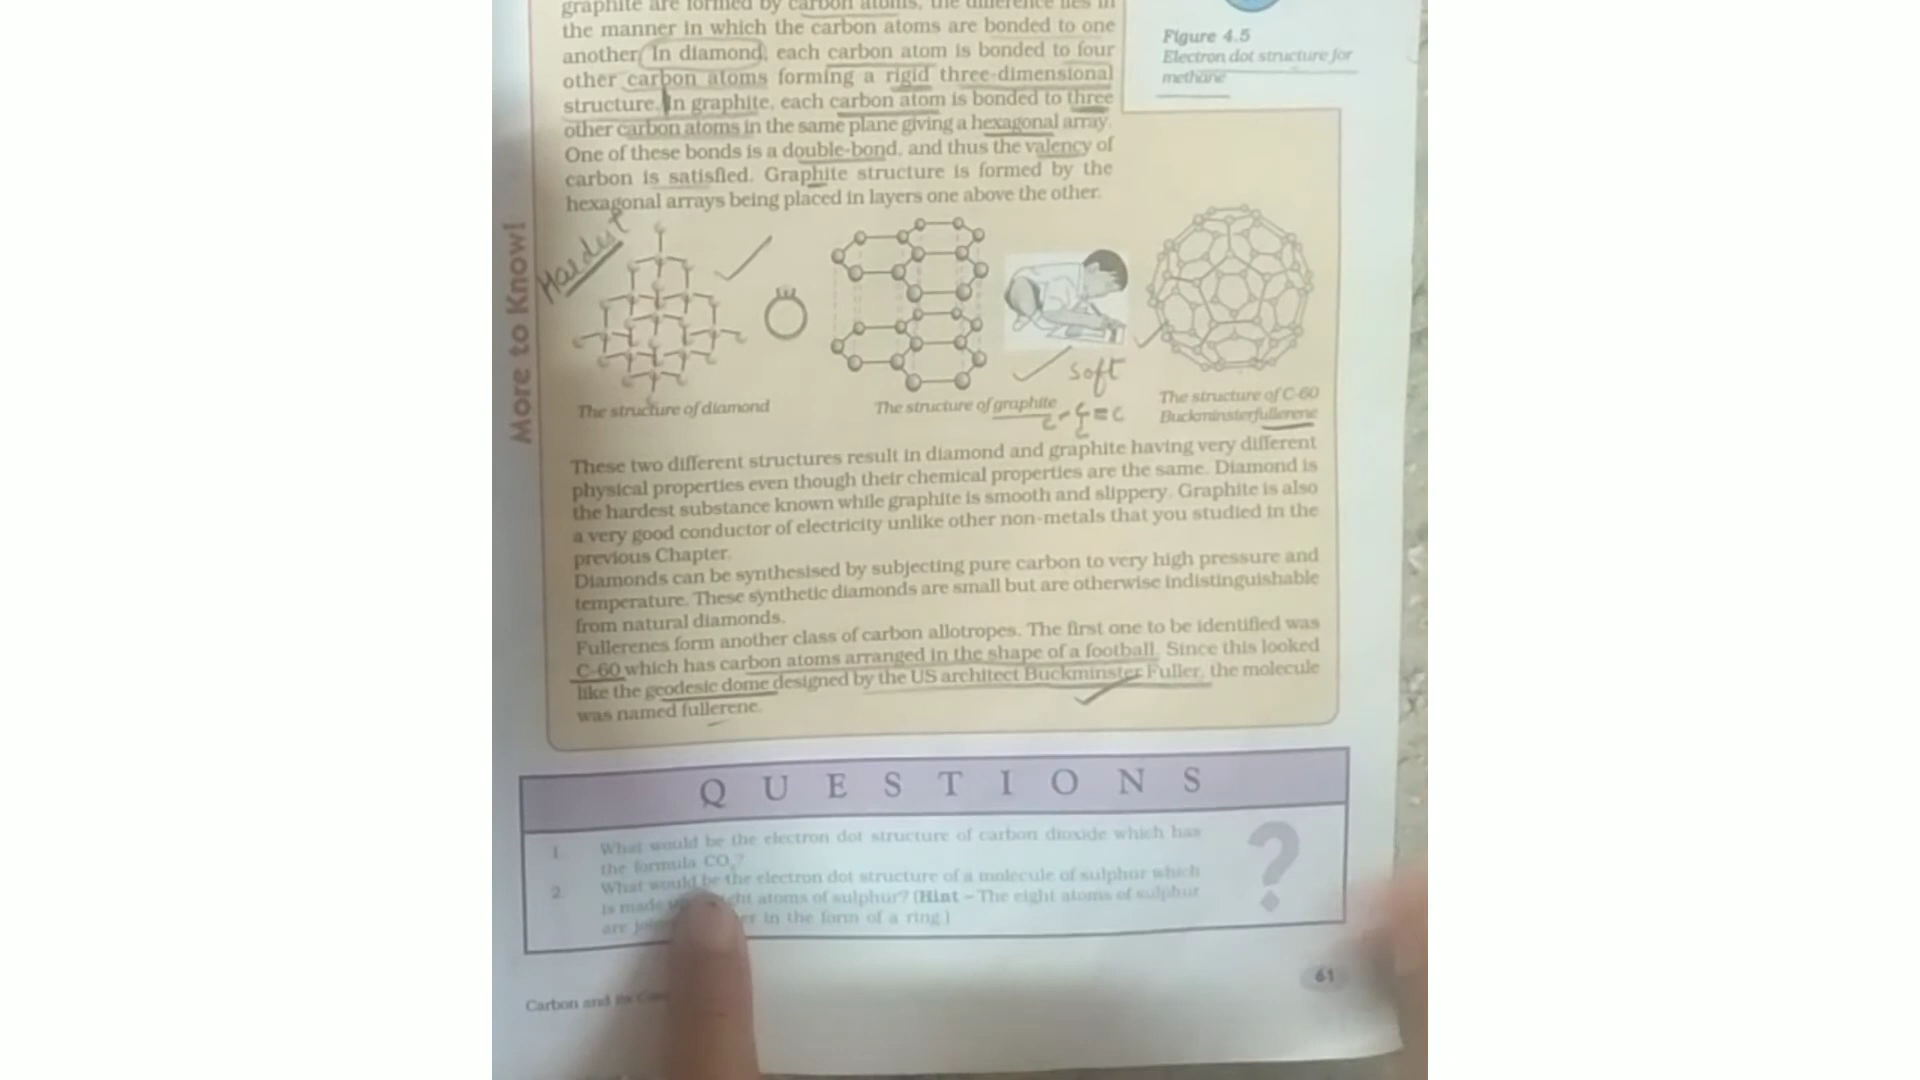 graphite are formed by carbon atoms, the difference lies in
the manner in which the carbon atoms are bonded to one
another. In diamond, each carbon atom is bonded to four
other carbon atoms forming a rigid three-dimensional
structure. In graphite, each carbon atom is bonded to three
other carbon atoms in the same plane giving a hexagonal array.
One of these bonds is a double-bond, and thus the valency of
carbon is satisfied. Graphite structure is formed by the
hexagonal arrays being placed in layers one above the other.
Figure 4.5
Electron dot structure for
methane
More to Know!
Hardest
soft
The structure of diamond
The structure of graphite
The structure of C-60
Buckminsterfullerene
These two different structures result in diamond and graphite having very different
physical properties even though their chemical properties are the same. Diamond is
the hardest substance known while graphite is smooth and slippery. Graphite is also
a very good conductor of electricity unlike other non-metals that you studied in the
previous Chapter.
Diamonds can be synthesised by subjecting pure carbon to very high pressure and
temperature. These synthetic diamonds are small but are otherwise indistinguishable
from natural diamonds.
Fullerenes form another class of carbon allotropes. The first one to be identified was
C-60 which has carbon atoms arranged in the shape of a football. Since this looked
like the geodesic dome designed by the US architect Buckminster Fuller, the molecule
was named fullerene.
QUESTIONS
1. What would be the electron dot structure of carbon dioxide which has
the formula CO₂?
2. What would be the electron dot structure of a molecule of sulphur which
is made atoms of sulphur? (Hint – The eight atoms of sulphur
are in the form of a ring.)
61
Carbon and its